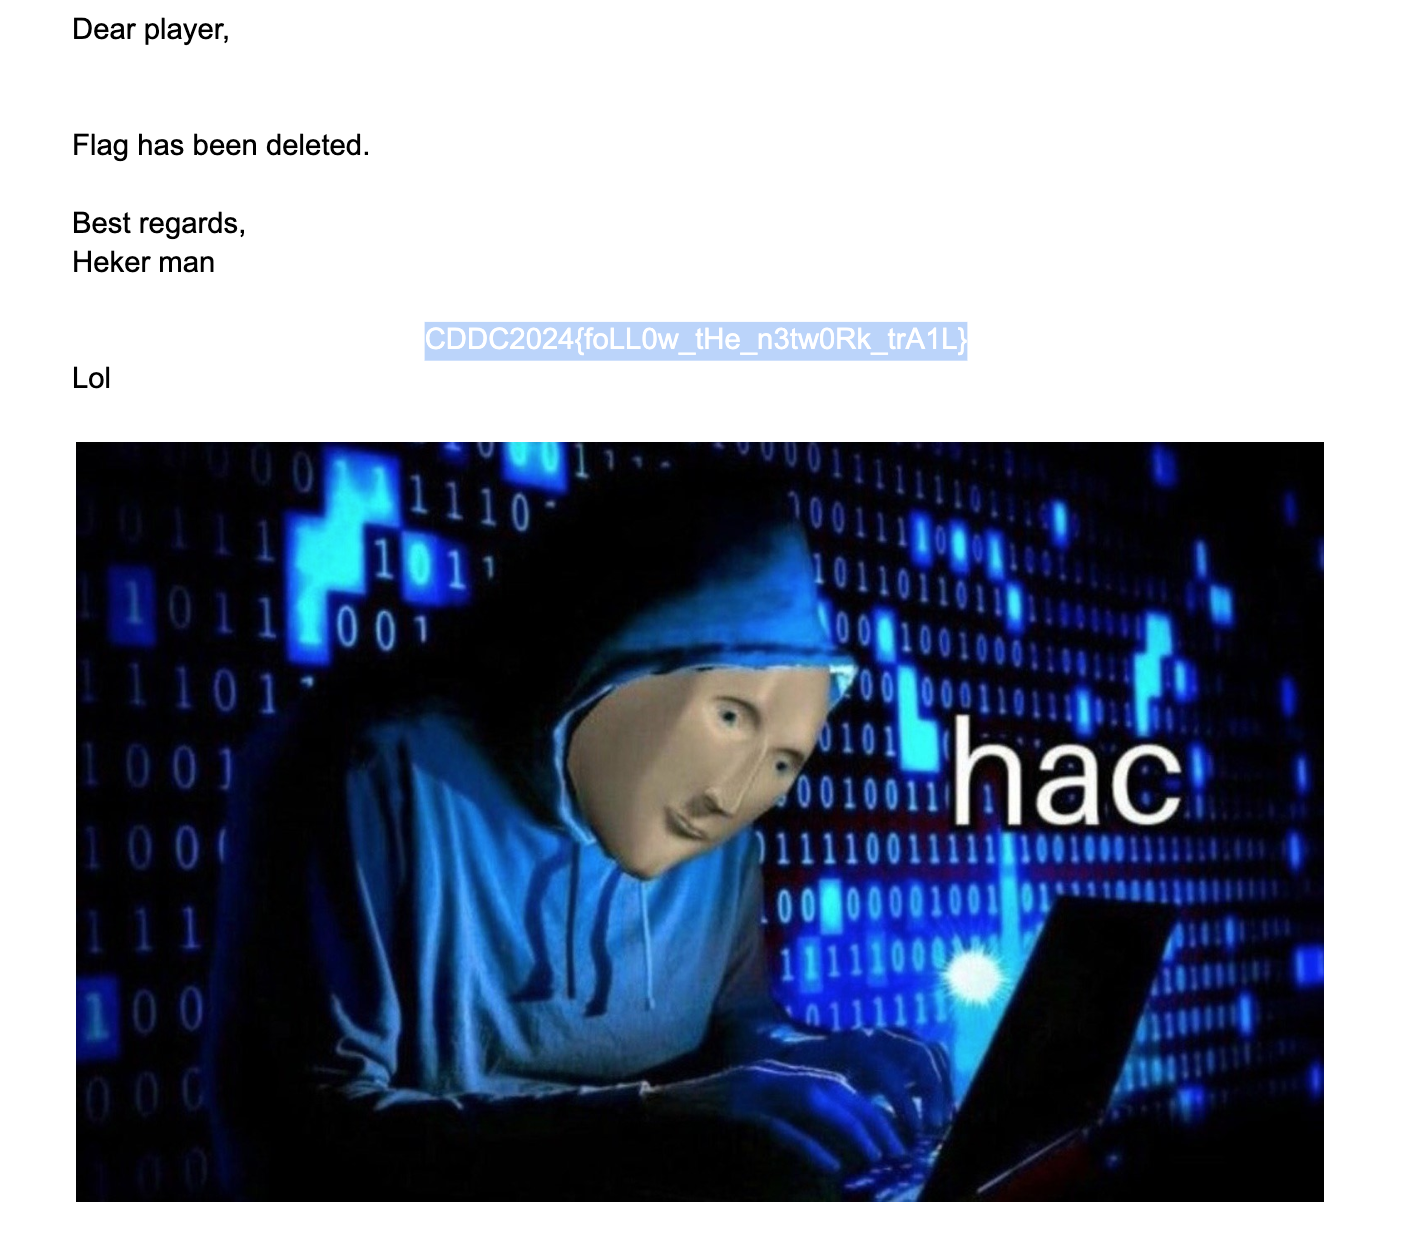 Dear player,
Flag has been deleted.
Best regards,
Heker man
CDDC2024{foLL0w_tHe_n3tw0Rk_trA1L}
Lol
hac